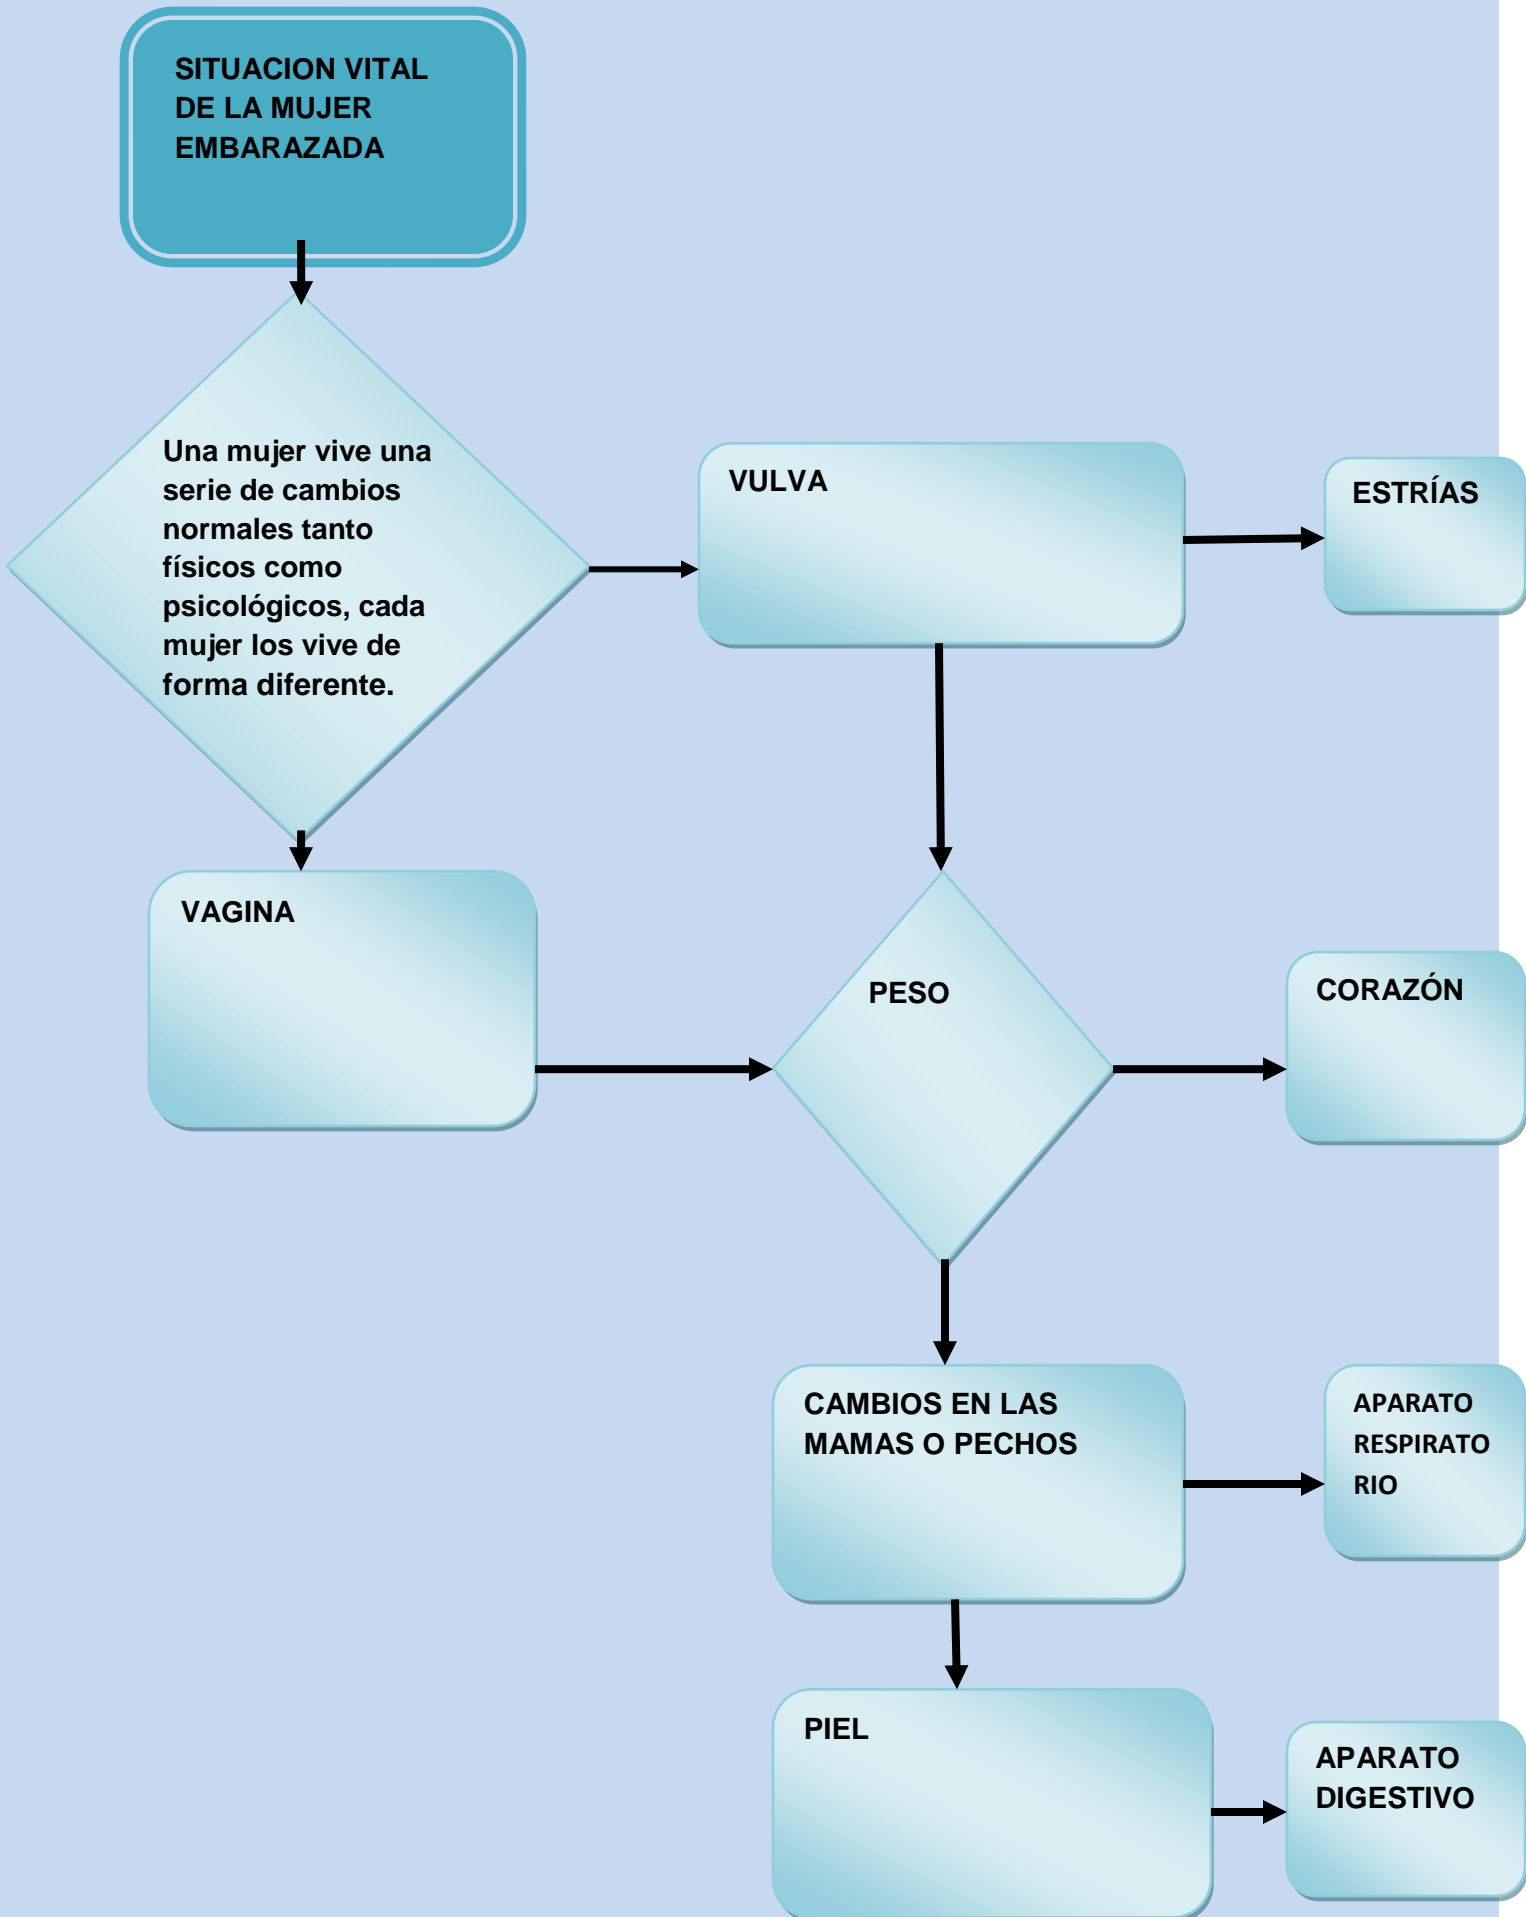 SITUACION VITAL
DE LA MUJER
EMBARAZADA
Una mujer vive una
serie de cambios
normales tanto
físicos como
psicológicos, cada
mujer los vive de
forma diferente.
VULVA
ESTRÍAS
VAGINA
PESO
CORAZÓN
CAMBIOS EN LAS
MAMAS O PECHOS
APARATO
RESPIRATO
RIO
PIEL
APARATO
DIGESTIVO